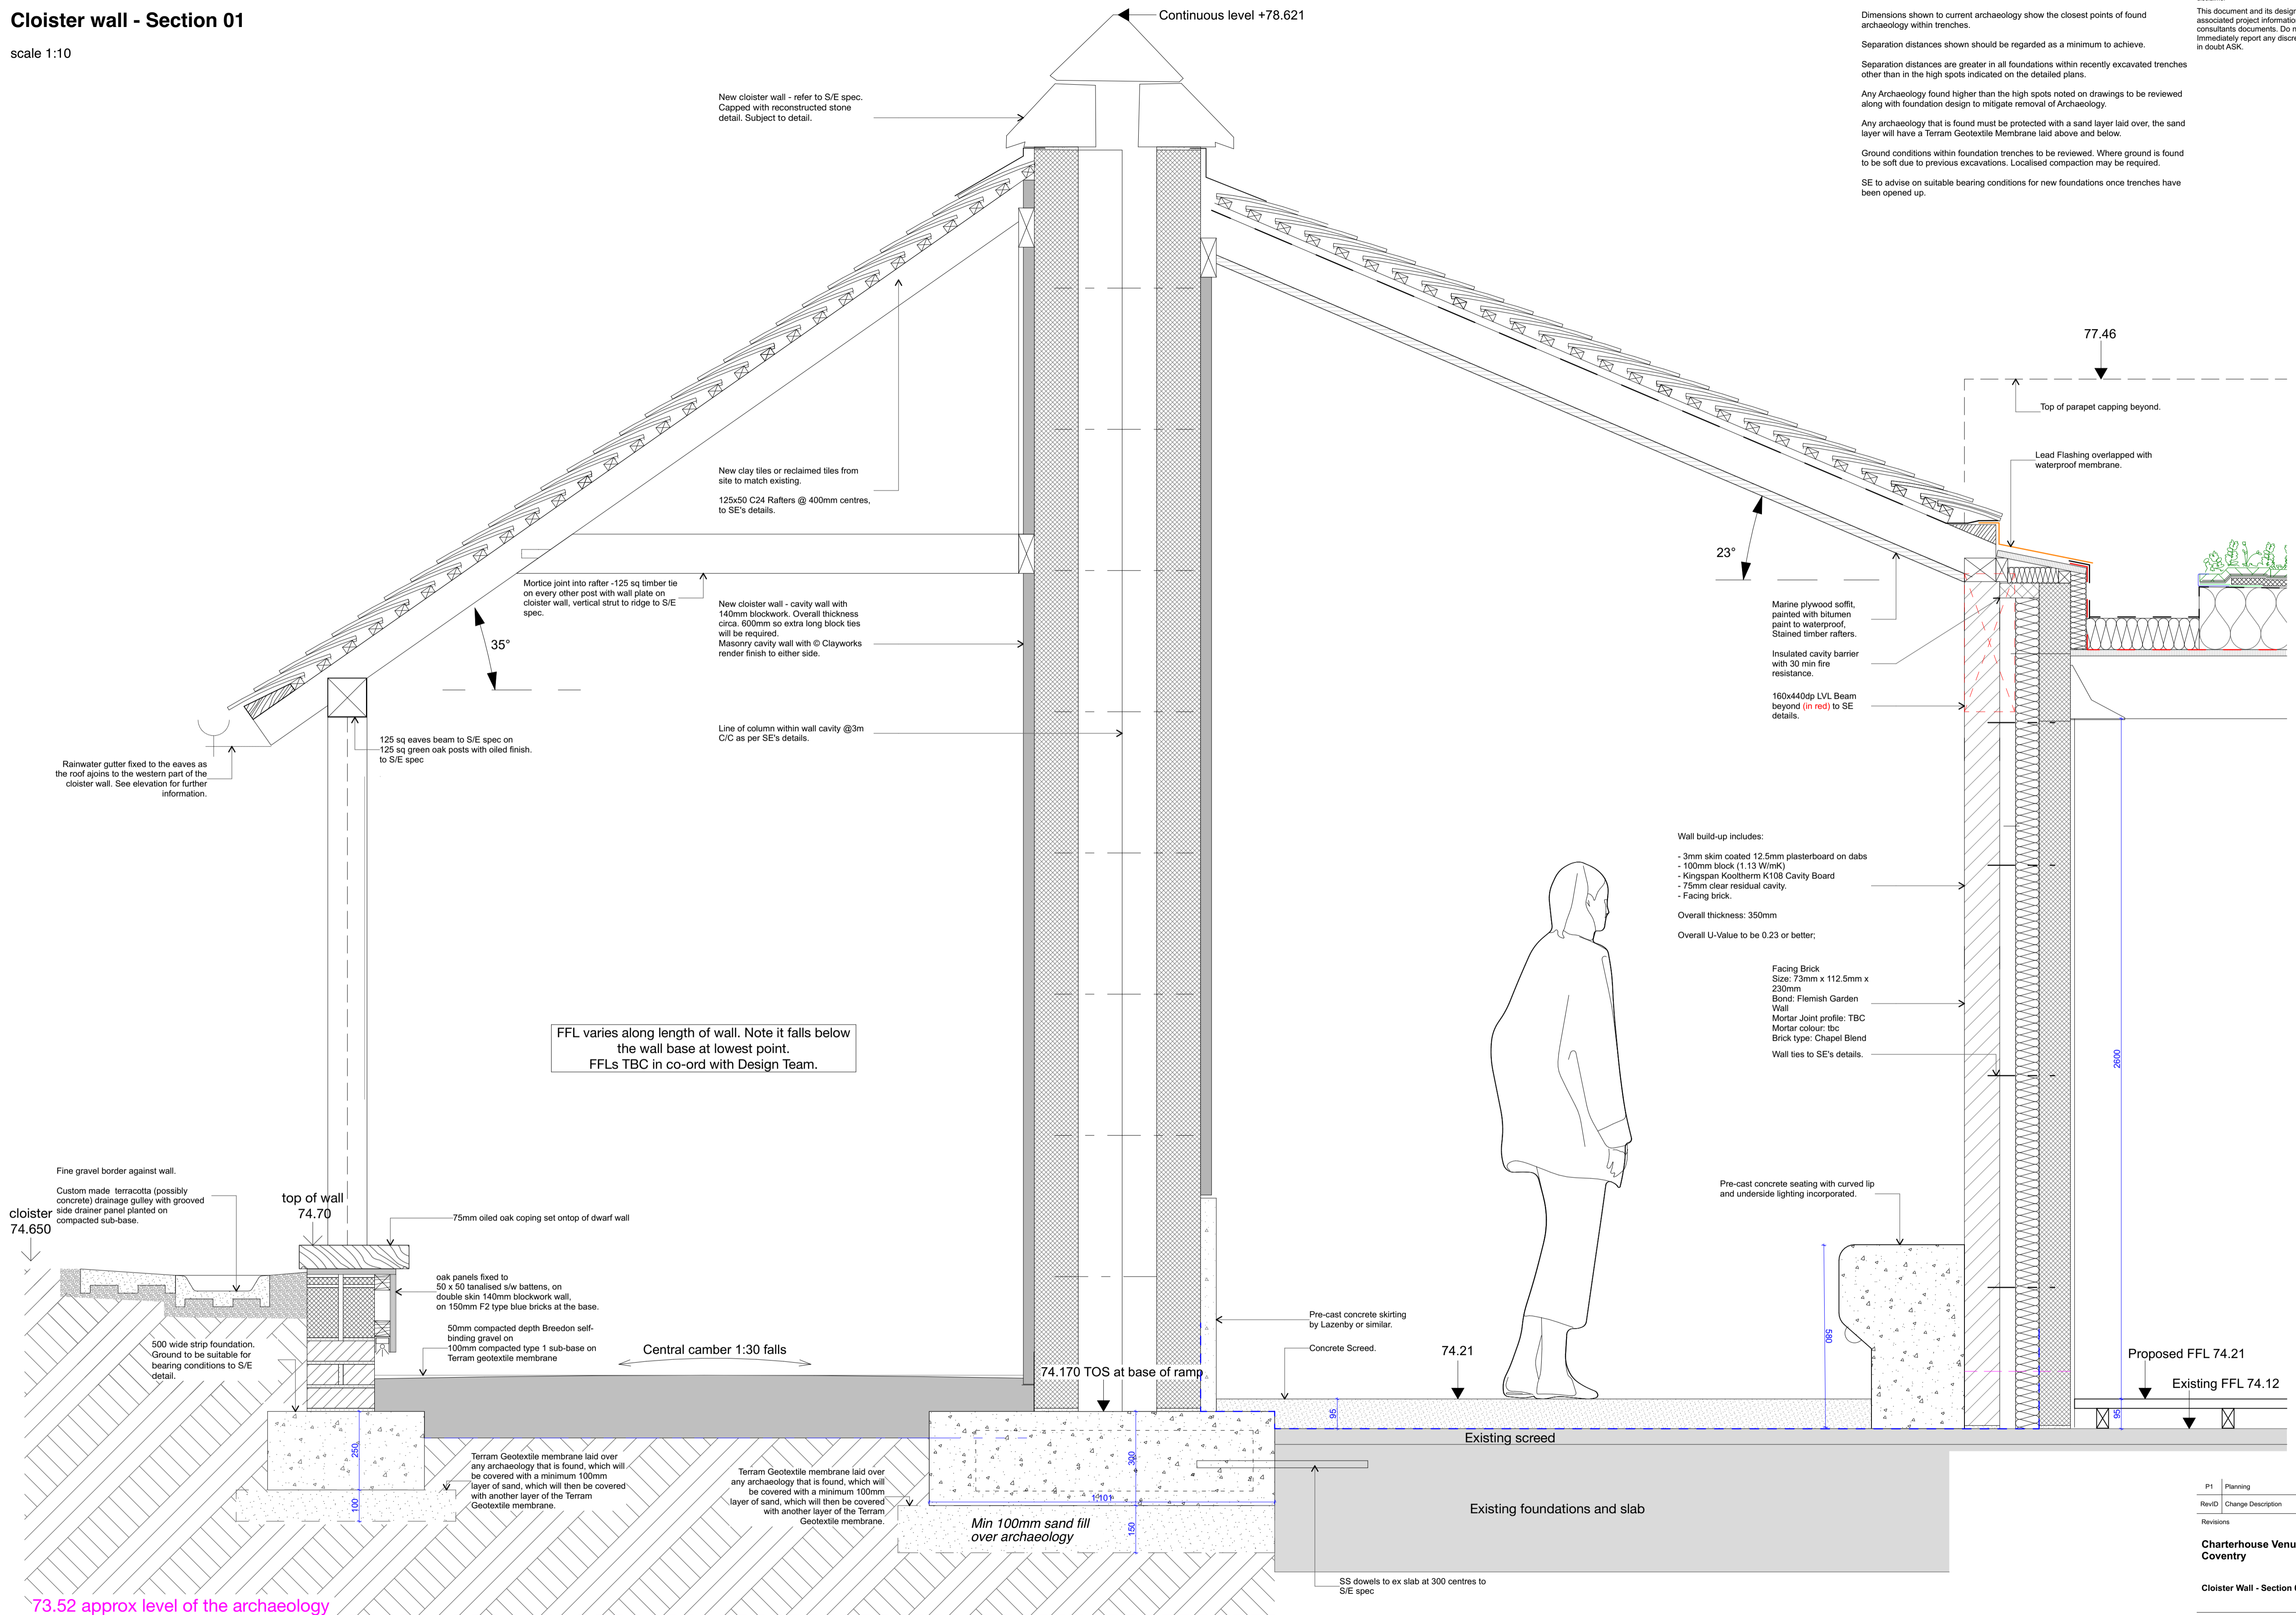 Cloister wall - Section 01
scale 1:10
Continuous level +78.621
New cloister wall - refer to S/E spec.
Capped with reconstructed stone
detail. Subject to detail.
Dimensions shown to current archaeology show the closest points of found
archaeology within trenches.
Separation distances shown should be regarded as a minimum to achieve.
Separation distances are greater in all foundations within recently excavated trenches
other than in the high spots indicated on the detailed plans.
Any Archaeology found higher than the high spots noted on drawings to be reviewed
along with foundation design to mitigate removal of Archaeology.
Any archaeology that is found must be protected with a sand layer laid over, the sand
layer will have a Terram Geotextile Membrane laid above and below.
Ground conditions within foundation trenches to be reviewed. Where ground is found
to be soft due to previous excavations. Localised compaction may be required.
SE to advise on suitable bearing conditions for new foundations once trenches have
been opened up.
This document and its design
associated project information
consultants documents. Do n
Immediately report any discre
in doubt ASK.
77.46
Top of parapet capping beyond.
Lead Flashing overlapped with
waterproof membrane.
New clay tiles or reclaimed tiles from
site to match existing.
125x50 C24 Rafters @ 400mm centres,
to SE's details.
23°
Mortice joint into rafter -125 sq timber tie
on every other post with wall plate on
cloister wall, vertical strut to ridge to S/E
spec.
35°
New cloister wall - cavity wall with
140mm blockwork. Overall thickness
circa. 600mm so extra long block ties
will be required.
Masonry cavity wall with © Clayworks
render finish to either side.
Marine plywood soffit,
painted with bitumen
paint to waterproof,
Stained timber rafters.
Insulated cavity barrier
with 30 min fire
resistance.
160x440dp LVL Beam
beyond (in red) to SE
details.
Line of column within wall cavity @3m
C/C as per SE's details.
125 sq eaves beam to S/E spec on
125 sq green oak posts with oiled finish.
to S/E spec
Rainwater gutter fixed to the eaves as
the roof ajoins to the western part of the
cloister wall. See elevation for further
information.
Wall build-up includes:
- 3mm skim coated 12.5mm plasterboard on dabs
- 100mm block (1.13 W/mK)
- Kingspan Kooltherm K108 Cavity Board
- 75mm clear residual cavity.
- Facing brick.
Overall thickness: 350mm
Overall U-Value to be 0.23 or better;
Facing Brick
Size: 73mm x 112.5mm x
230mm
Bond: Flemish Garden
Wall
Mortar Joint profile: TBC
Mortar colour: tbc
Brick type: Chapel Blend
Wall ties to SE's details.
2600
FFL varies along length of wall. Note it falls below
the wall base at lowest point.
FFLs TBC in co-ord with Design Team.
Fine gravel border against wall.
Custom made terracotta (possibly
concrete) drainage gulley with grooved
side drainer panel planted on
compacted sub-base.
cloister
74.650
top of wall
74.70
75mm oiled oak coping set ontop of dwarf wall
Pre-cast concrete seating with curved lip
and underside lighting incorporated.
oak panels fixed to
50 x 50 tanalised s/w battens, on
double skin 140mm blockwork wall,
on 150mm F2 type blue bricks at the base.
50mm compacted depth Breedon self-
binding gravel on
100mm compacted type 1 sub-base on
Terram geotextile membrane
500 wide strip foundation.
Ground to be suitable for
bearing conditions to S/E
detail.
Central camber 1:30 falls
Pre-cast concrete skirting
by Lazenby or similar.
Concrete Screed.
580
74.21
74.170 TOS at base of ramp
Proposed FFL 74.21
Existing FFL 74.12
95
95
Existing screed
250
100
300
1:101
150
Terram Geotextile membrane laid over
any archaeology that is found, which will
be covered with a minimum 100mm
layer of sand, which will then be covered
with another layer of the Terram
Geotextile membrane.
Terram Geotextile membrane laid over
any archaeology that is found, which will
be covered with a minimum 100mm
layer of sand, which will then be covered
with another layer of the Terram
Geotextile membrane.
Min 100mm sand fill
over archaeology
Existing foundations and slab
SS dowels to ex slab at 300 centres to
S/E spec
73.52 approx level of the archaeology
P1 Planning
RevID Change Description
Revisions
Charterhouse Venu
Coventry
Cloister Wall - Section